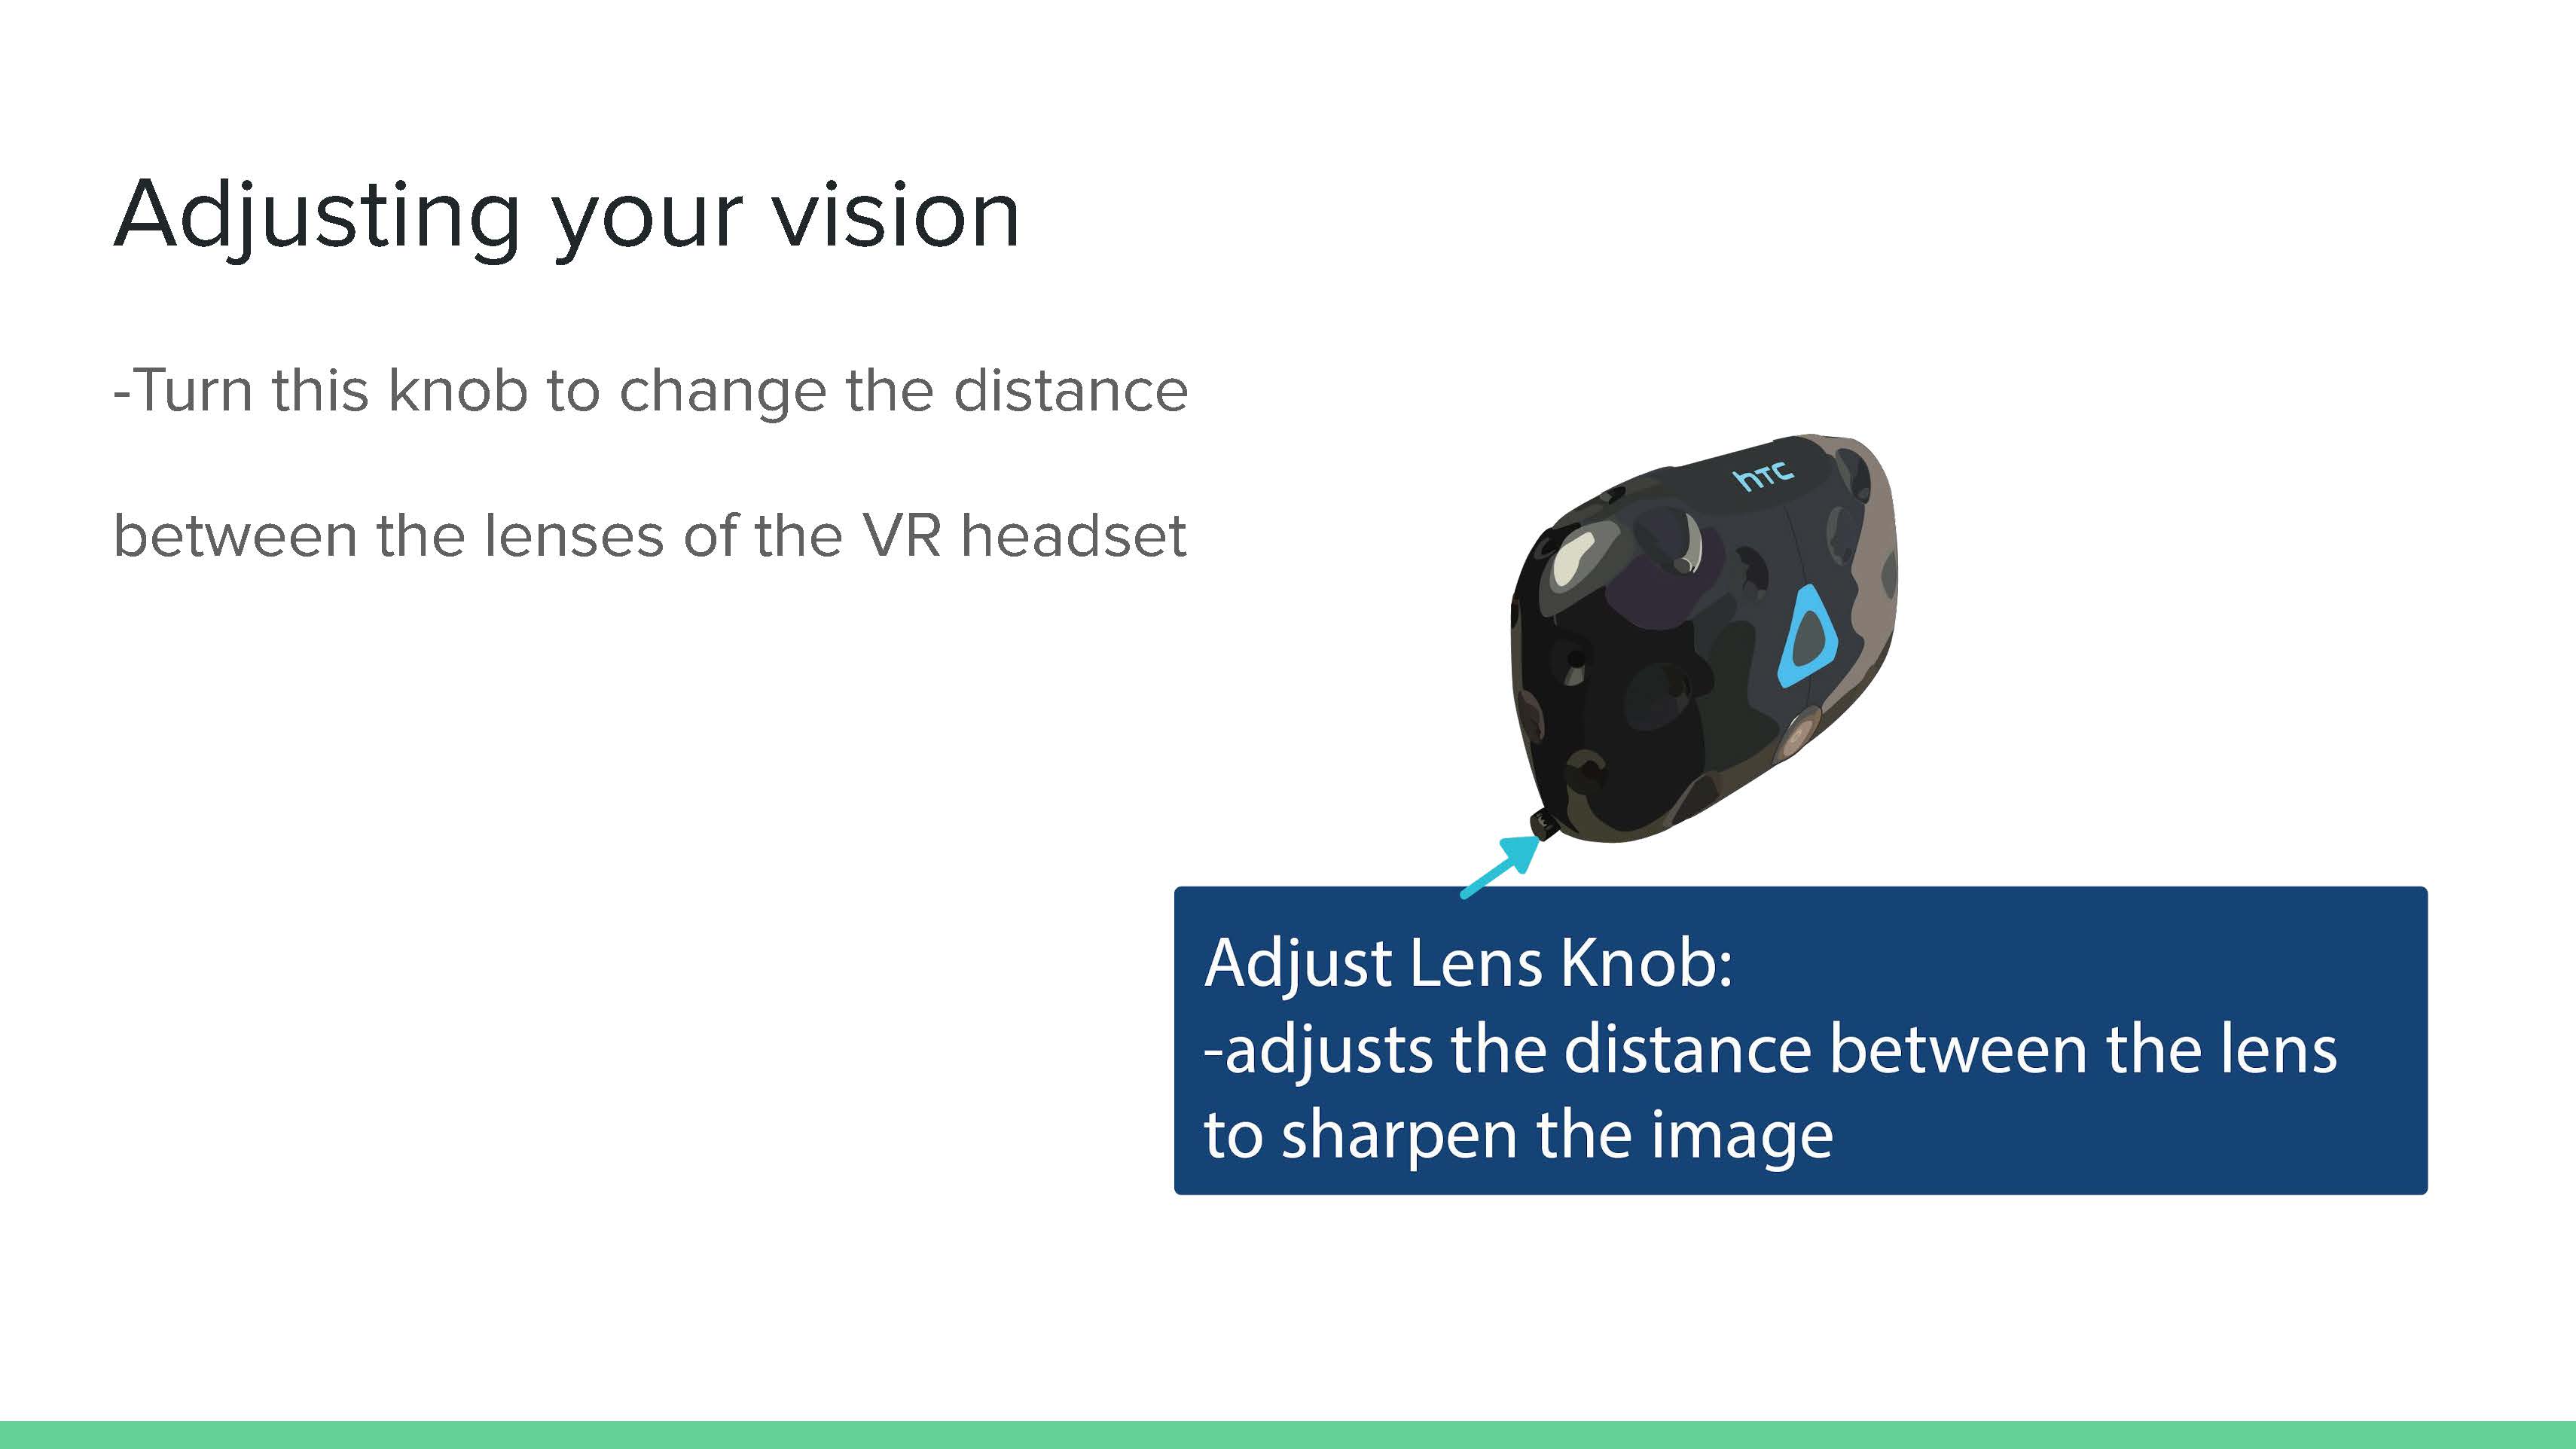 Adjusting your vision
-Turn this knob to change the distance
between the lenses of the VR headset
hTC
Adjust Lens Knob:
-adjusts the distance between the lens
to sharpen the image